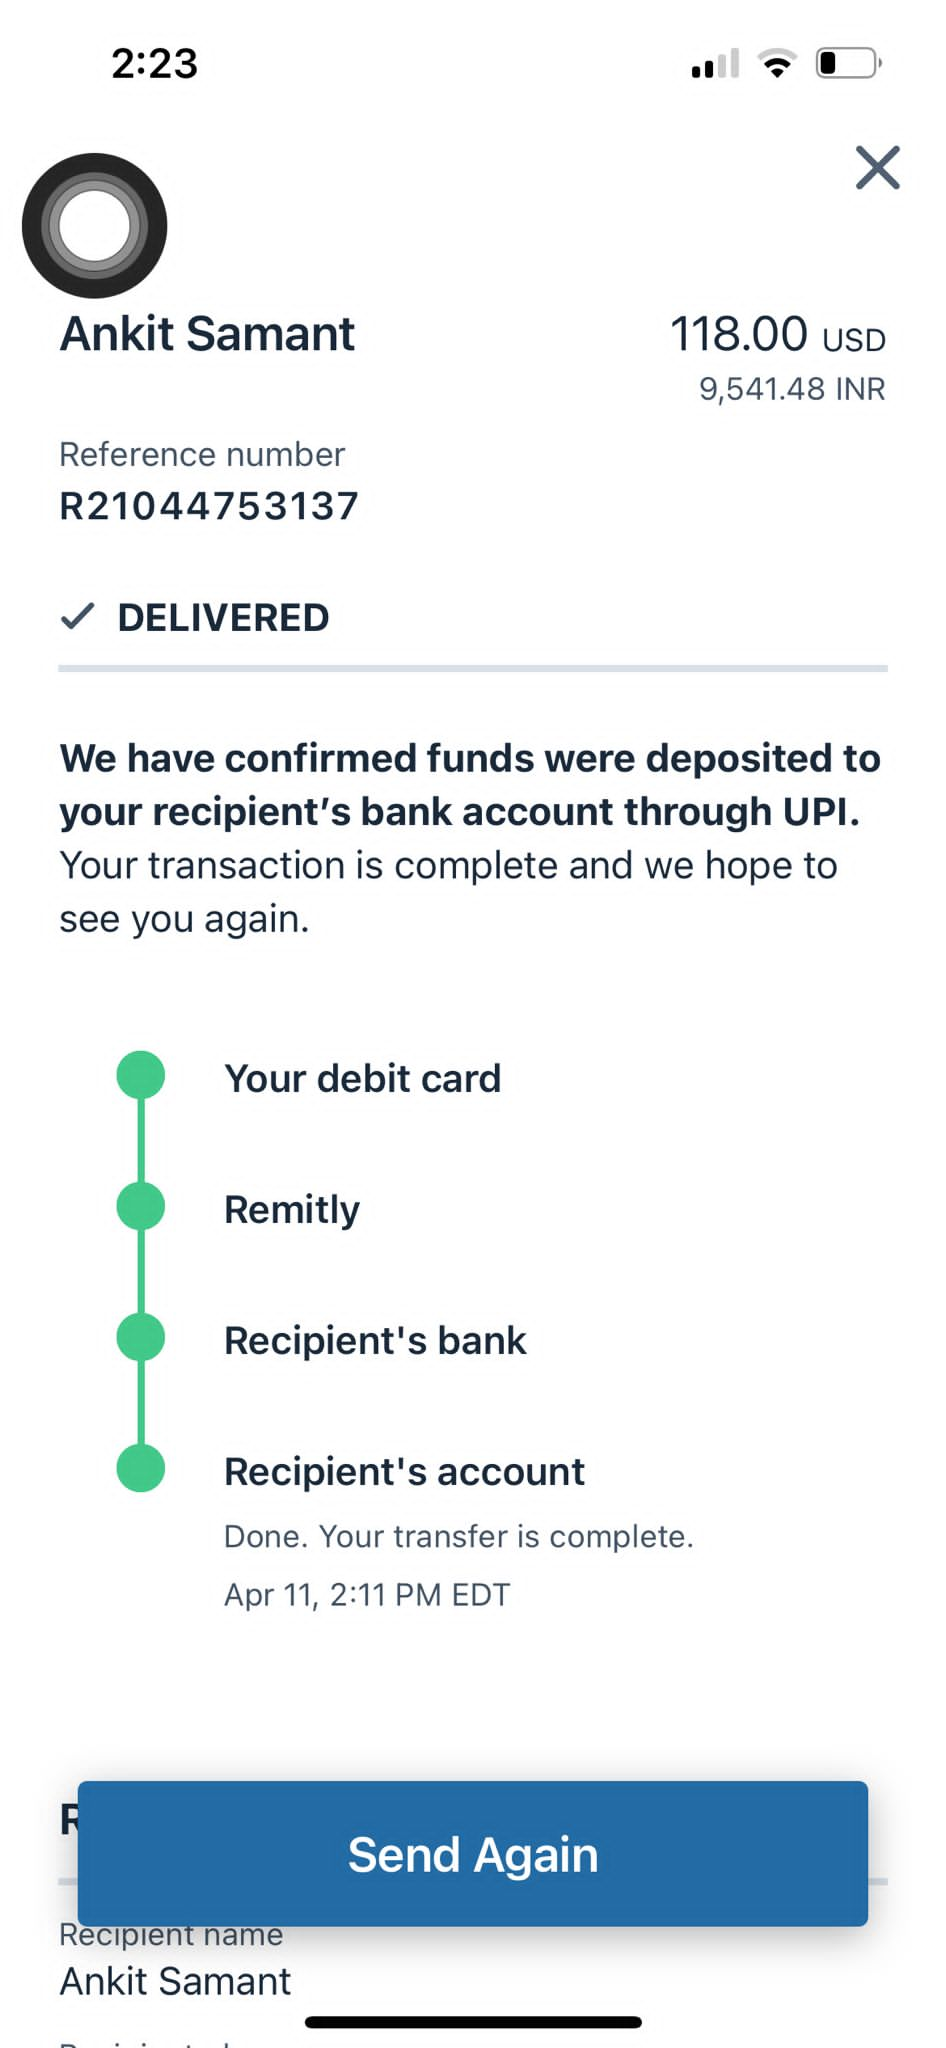 2:23
Ankit Samant
118.00 USD
9,541.48 INR
Reference number
R21044753137
DELIVERED
We have confirmed funds were deposited to
your recipient’s bank account through UPI.
Your transaction is complete and we hope to
see you again.
Your debit card
Remitly
Recipient's bank
Recipient's account
Done. Your transfer is complete.
Apr 11, 2:11 PM EDT
Send Again
Recipient name
Ankit Samant